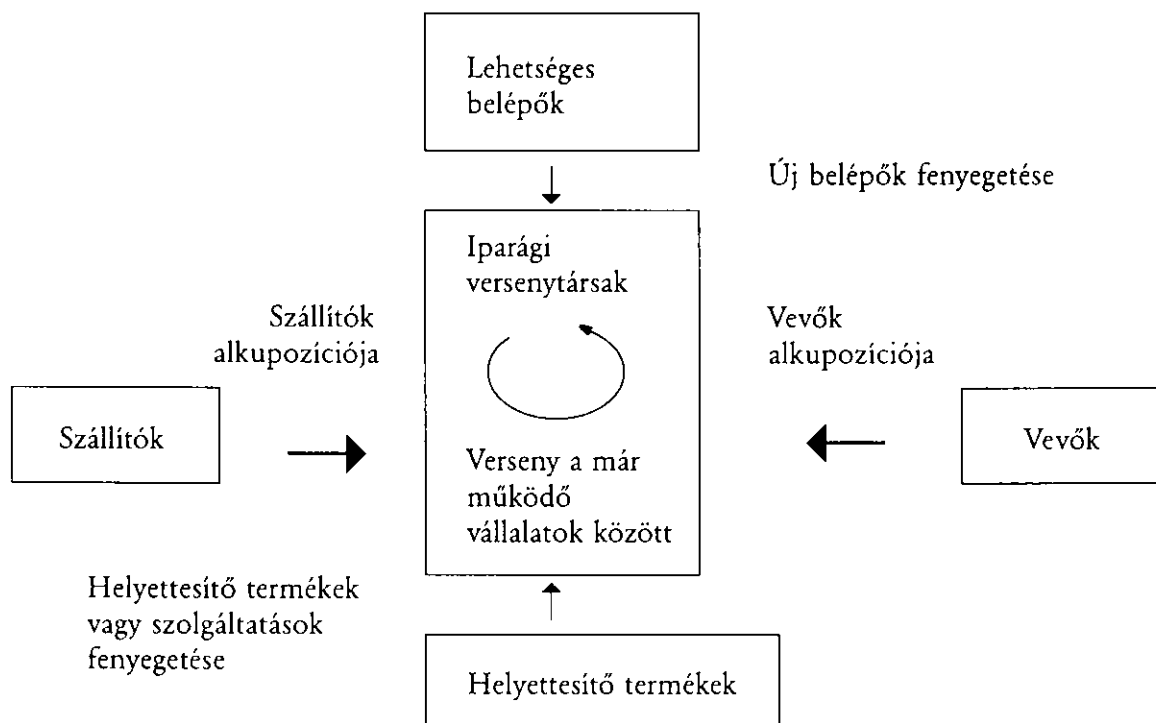 Lehetséges
belépők
Új belépők fenyegetése
Iparági
versenytársak
Szállítók
alkupozíciója
Vevők
alkupozíciója
Szállítók
Vevők
Verseny a már
működő
vállalatok között
Helyettesítő termékek
vagy szolgáltatások
fenyegetése
Helyettesítő termékek